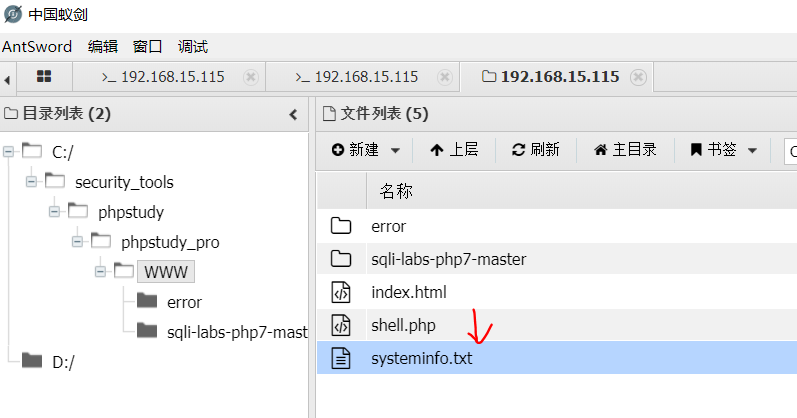 中国蚁剑
AntSword 编辑 窗口 调试
>_ 192.168.15.115 >_ 192.168.15.115 192.168.15.115
目录列表 (2)
C:/
security_tools
phpstudy
phpstudy_pro
WWW
error
sqli-labs-php7-mast
D:/
文件列表 (5)
新建 上层 刷新 主目录 书签
名称
error
sqli-labs-php7-master
index.html
shell.php
systeminfo.txt